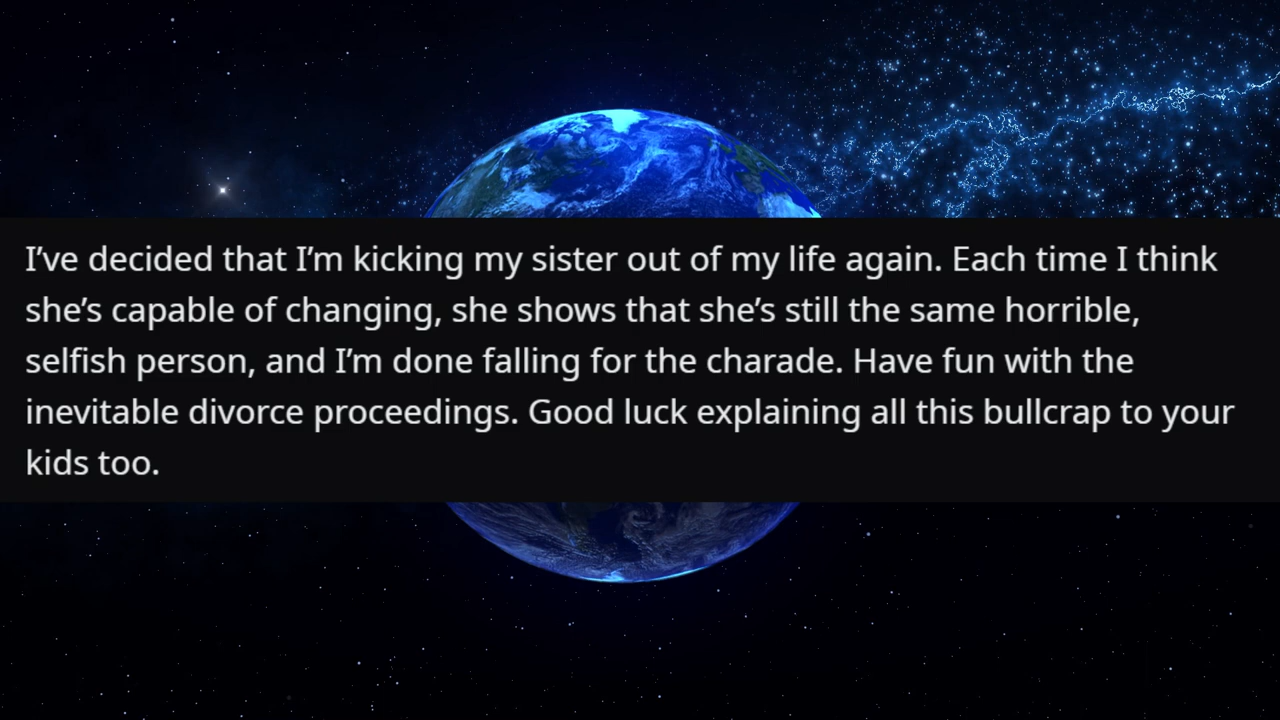 I’ve decided that I’m kicking my sister out of my life again. Each time I think
she’s capable of changing, she shows that she’s still the same horrible,
selfish person, and I’m done falling for the charade. Have fun with the
inevitable divorce proceedings. Good luck explaining all this bullcrap to your
kids too.